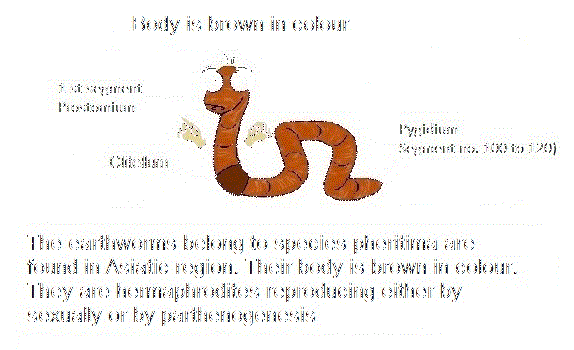 Body is brown in colour
1 st segment
Prostomium
Clitellum
Pygidium
Segment no. 100 to 120)
The earthworms belong to species pheritima are
found in Asiatic region. Their body is brown in colour.
They are hermaphrodites reproducing either by
sexually or by parthenogenesis